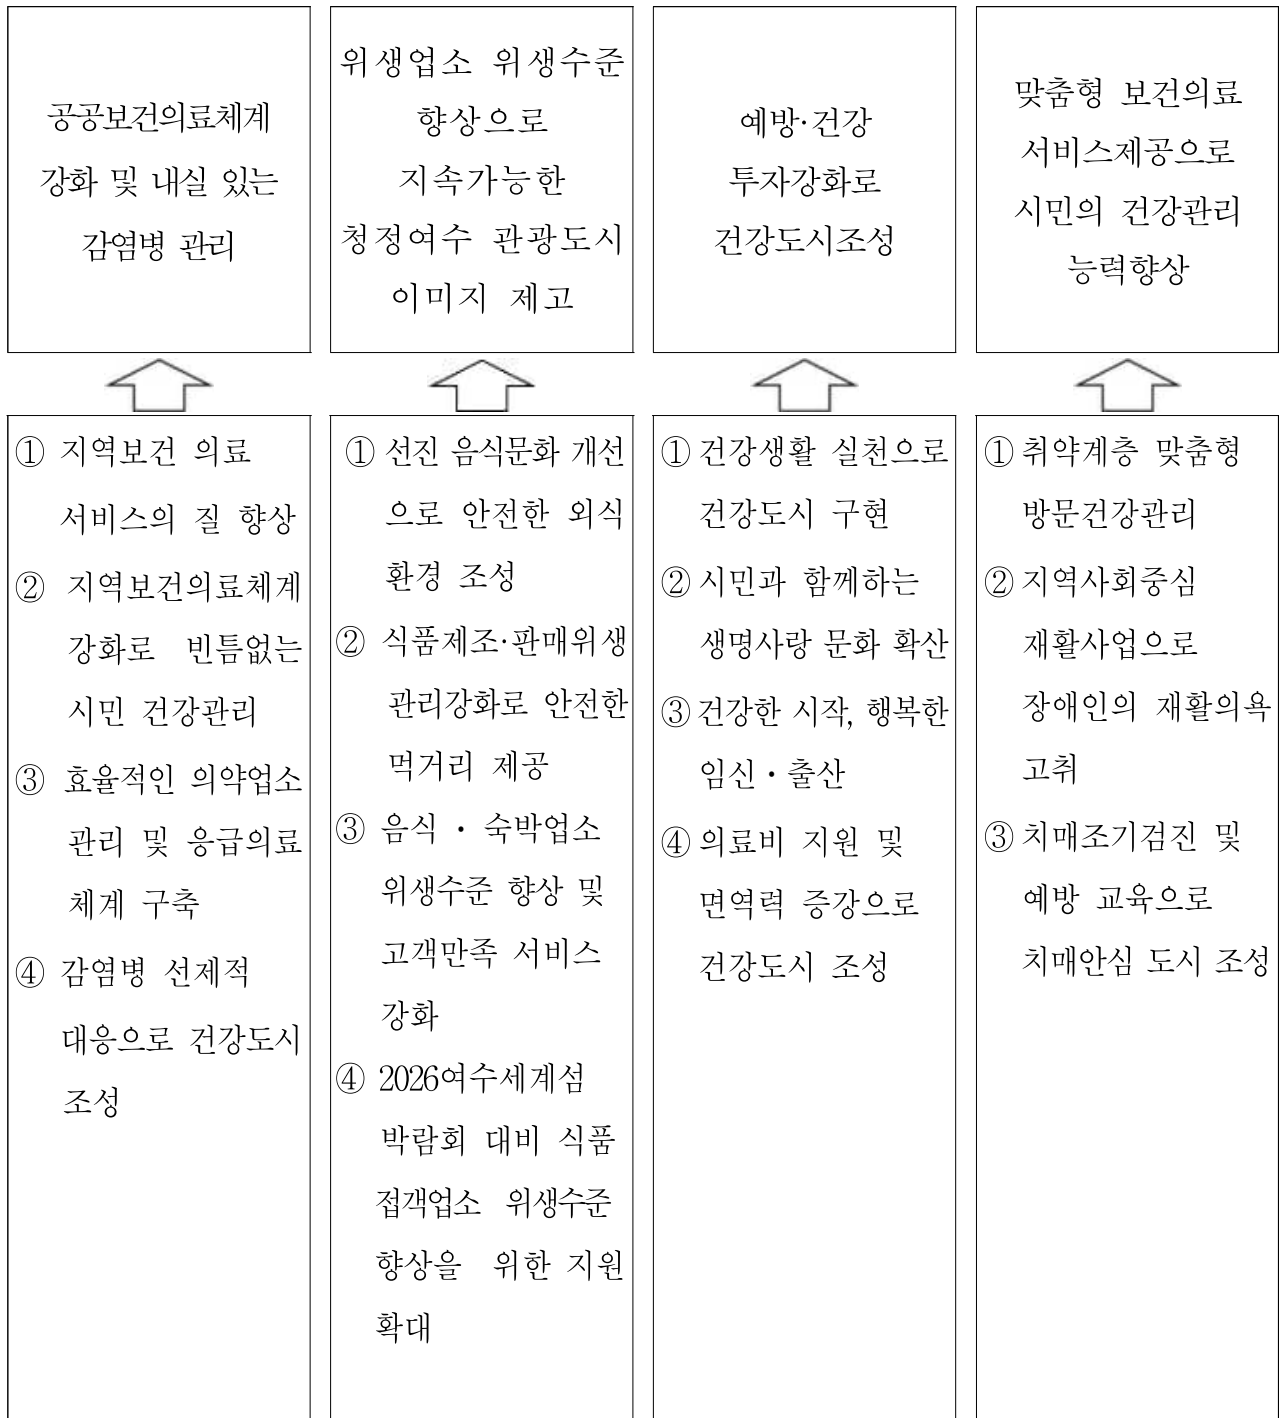 공공보건의료체계
강화 및 내실 있는
감염병 관리
위생업소 위생수준
향상으로
지속가능한
청정여수 관광도시
이미지 제고
예방·건강
투자강화로
건강도시조성
맞춤형 보건의료
서비스제공으로
시민의 건강관리
능력향상
① 지역보건 의료
서비스의 질 향상
② 지역보건의료체계
강화로 빈틈없는
시민 건강관리
③ 효율적인 의약업소
관리 및 응급의료
체계 구축
④ 감염병 선제적
대응으로 건강도시
조성
① 선진 음식문화 개선
으로 안전한 외식
환경 조성
② 식품제조·판매위생
관리강화로 안전한
먹거리 제공
③ 음식 · 숙박업소
위생수준 향상 및
고객만족 서비스
강화
④ 2026여수세계섬
박람회 대비 식품
접객업소 위생수준
향상을 위한 지원
확대
① 건강생활 실천으로
건강도시 구현
② 시민과 함께하는
생명사랑 문화 확산
③ 건강한 시작, 행복한
임신·출산
④ 의료비 지원 및
면역력 증강으로
건강도시 조성
① 취약계층 맞춤형
방문건강관리
② 지역사회중심
재활사업으로
장애인의 재활의욕
고취
③ 치매조기검진 및
예방 교육으로
치매안심 도시 조성